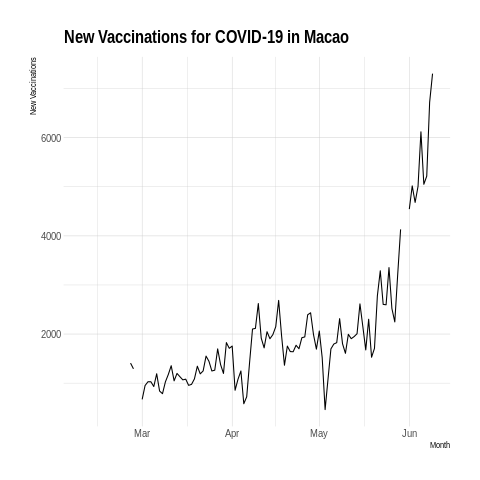 New Vaccinations for COVID-19 in Macao
New Vaccinations
6000
4000
2000
Mar Apr May Jun
Month